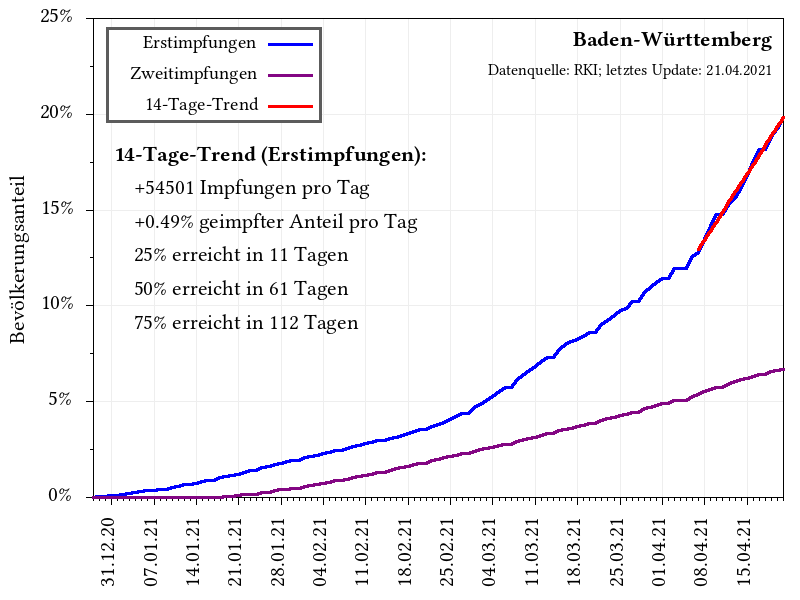 25%
20%
15%
10%
5%
0%
Bevölkerungsanteil
Erstimpfungen
Zweitimpfungen
14-Tage-Trend
Baden-Württemberg
Datenquelle: RKI; letztes Update: 21.04.2021
14-Tage-Trend (Erstimpfungen):
+54501 Impfungen pro Tag
+0.49% geimpfter Anteil pro Tag
25% erreicht in 11 Tagen
50% erreicht in 61 Tagen
75% erreicht in 112 Tagen
31.12.20
07.01.21
14.01.21
21.01.21
28.01.21
04.02.21
11.02.21
18.02.21
25.02.21
04.03.21
11.03.21
18.03.21
25.03.21
01.04.21
08.04.21
15.04.21